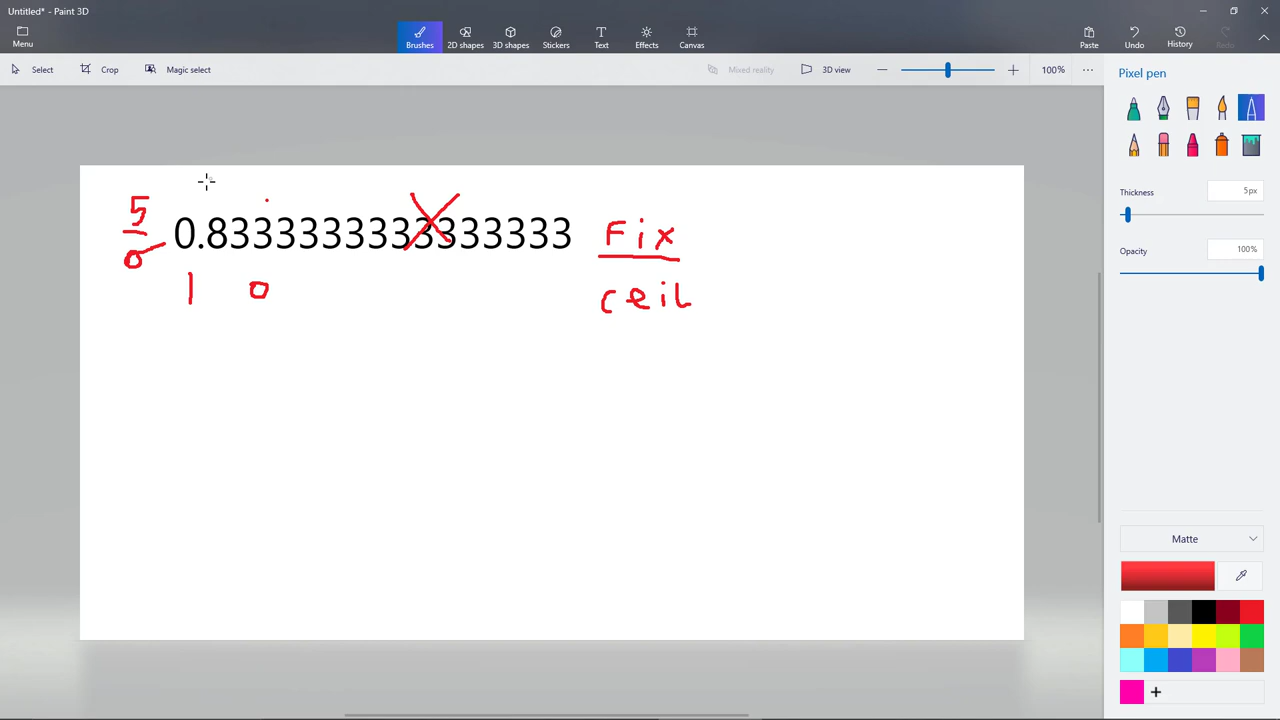 Untitled* - Paint 3D
Menu
Brushes
2D shapes
3D shapes
Stickers
Text
Effects
Canvas
Paste
Undo
History
Redo
Select
Crop
Magic select
Mixed reality
3D view
100%
Pixel pen
Thickness
5px
Opacity
100%
Matte
5
0.83333333333333333 Fix
1 0 ceil